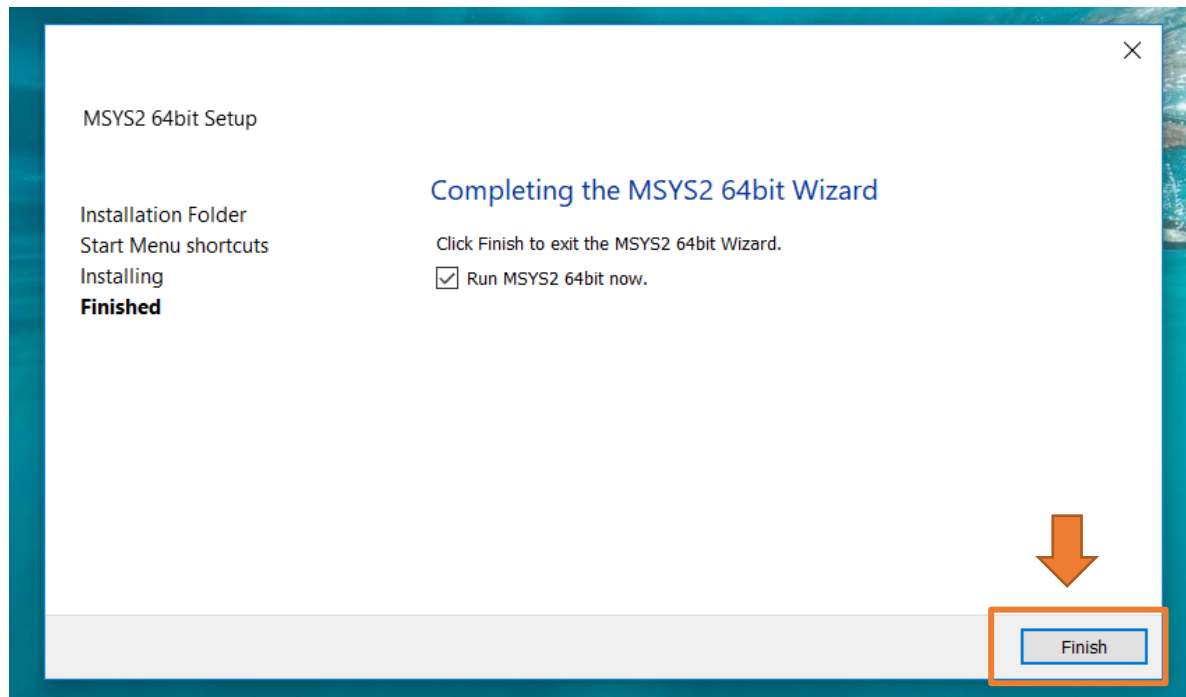 MSYS2 64bit Setup
Installation Folder
Start Menu shortcuts
Installing
Finished
Completing the MSYS2 64bit Wizard
Click Finish to exit the MSYS2 64bit Wizard.
Run MSYS2 64bit now.
Finish